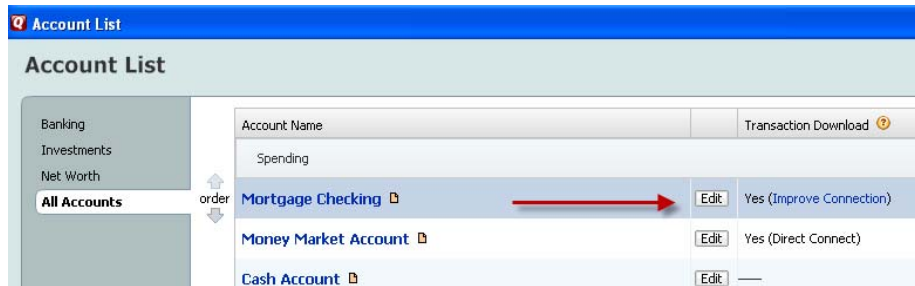 Account List
Account List
Banking
Investments
Net Worth
All Accounts
order
Account Name Transaction Download ?
Spending
Mortgage Checking Edit Yes (Improve Connection)
Money Market Account Edit Yes (Direct Connect)
Cash Account Edit —